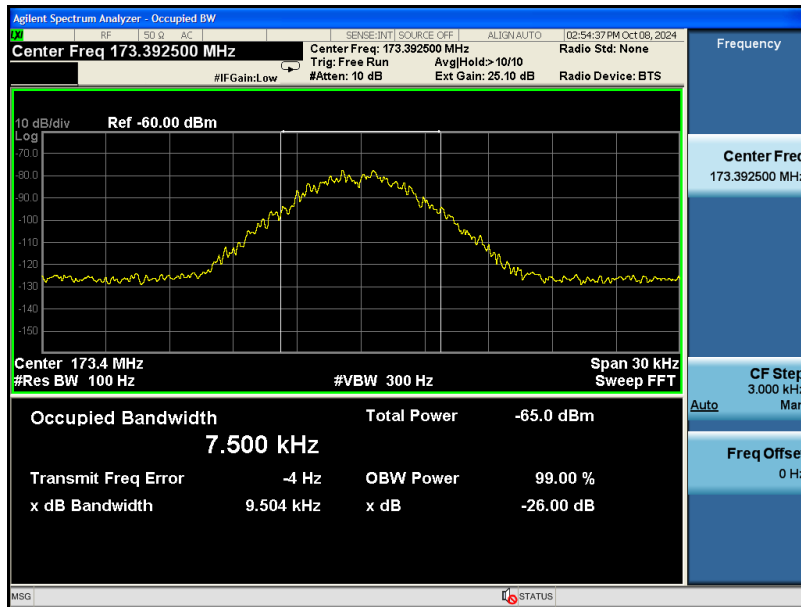 Agilent Spectrum Analyzer - Occupied BW
LXI RF 50 Ω AC SENSE:INT SOURCE OFF ALIGN AUTO 02:54:37 PM Oct 08, 2024
Center Freq 173.392500 MHz
Center Freq: 173.392500 MHz Radio Std: None
Trig: Free Run Avg|Hold:> 10/10
#IFGain:Low #Atten: 10 dB Ext Gain: 25.10 dB Radio Device: BTS
10 dB/div Ref -60.00 dBm
Log
-70.0
-80.0
-90.0
-100
-110
-120
-130
-140
-150
Center 173.4 MHz Span 30 kHz
#Res BW 100 Hz #VBW 300 Hz Sweep FFT
Occupied Bandwidth Total Power -65.0 dBm
7.500 kHz
Transmit Freq Error -4 Hz OBW Power 99.00 %
x dB Bandwidth 9.504 kHz x dB -26.00 dB
MSG STATUS
Frequency
Center Freq
173.392500 MHz
CF Step
3.000 kHz
Auto Man
Freq Offset
0 Hz